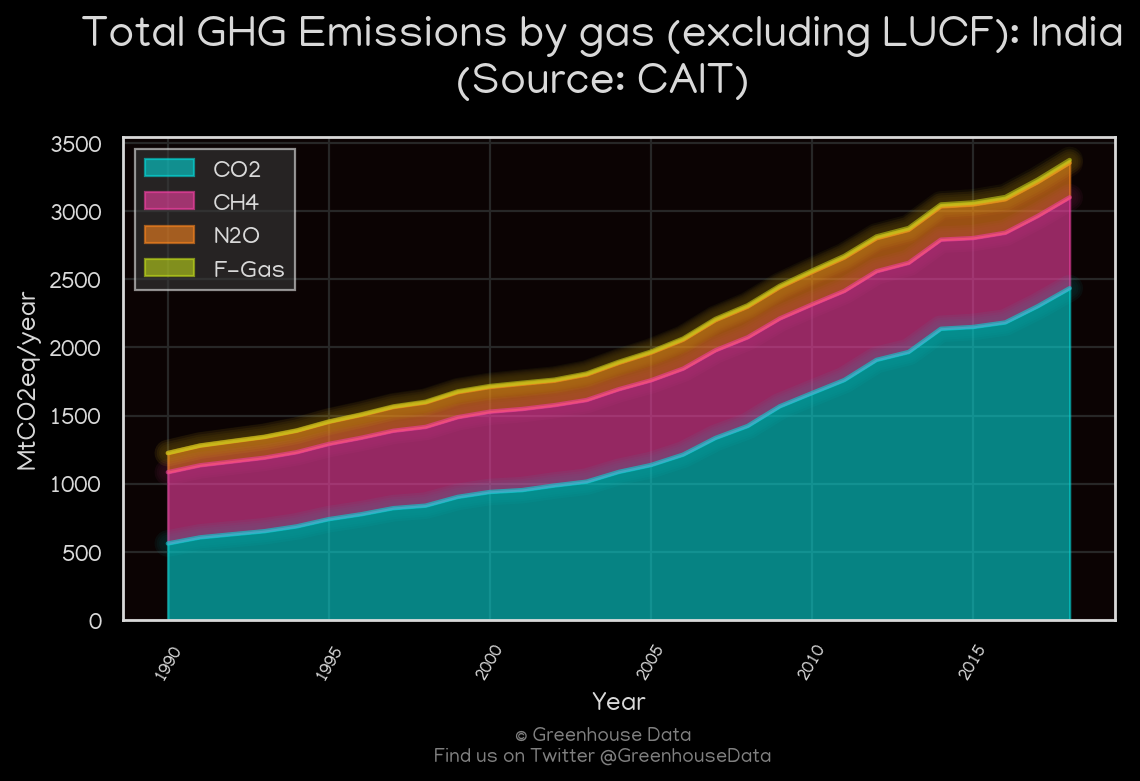 Total GHG Emissions by gas (excluding LUCF): India
(Source: CAIT)
3500
3000
2500
2000
1500
1000
500
0
MtCO2eq/year
CO2
CH4
N2O
F-Gas
1990
1995
2000
2005
2010
2015
Year
© Greenhouse Data
Find us on Twitter @GreenhouseData